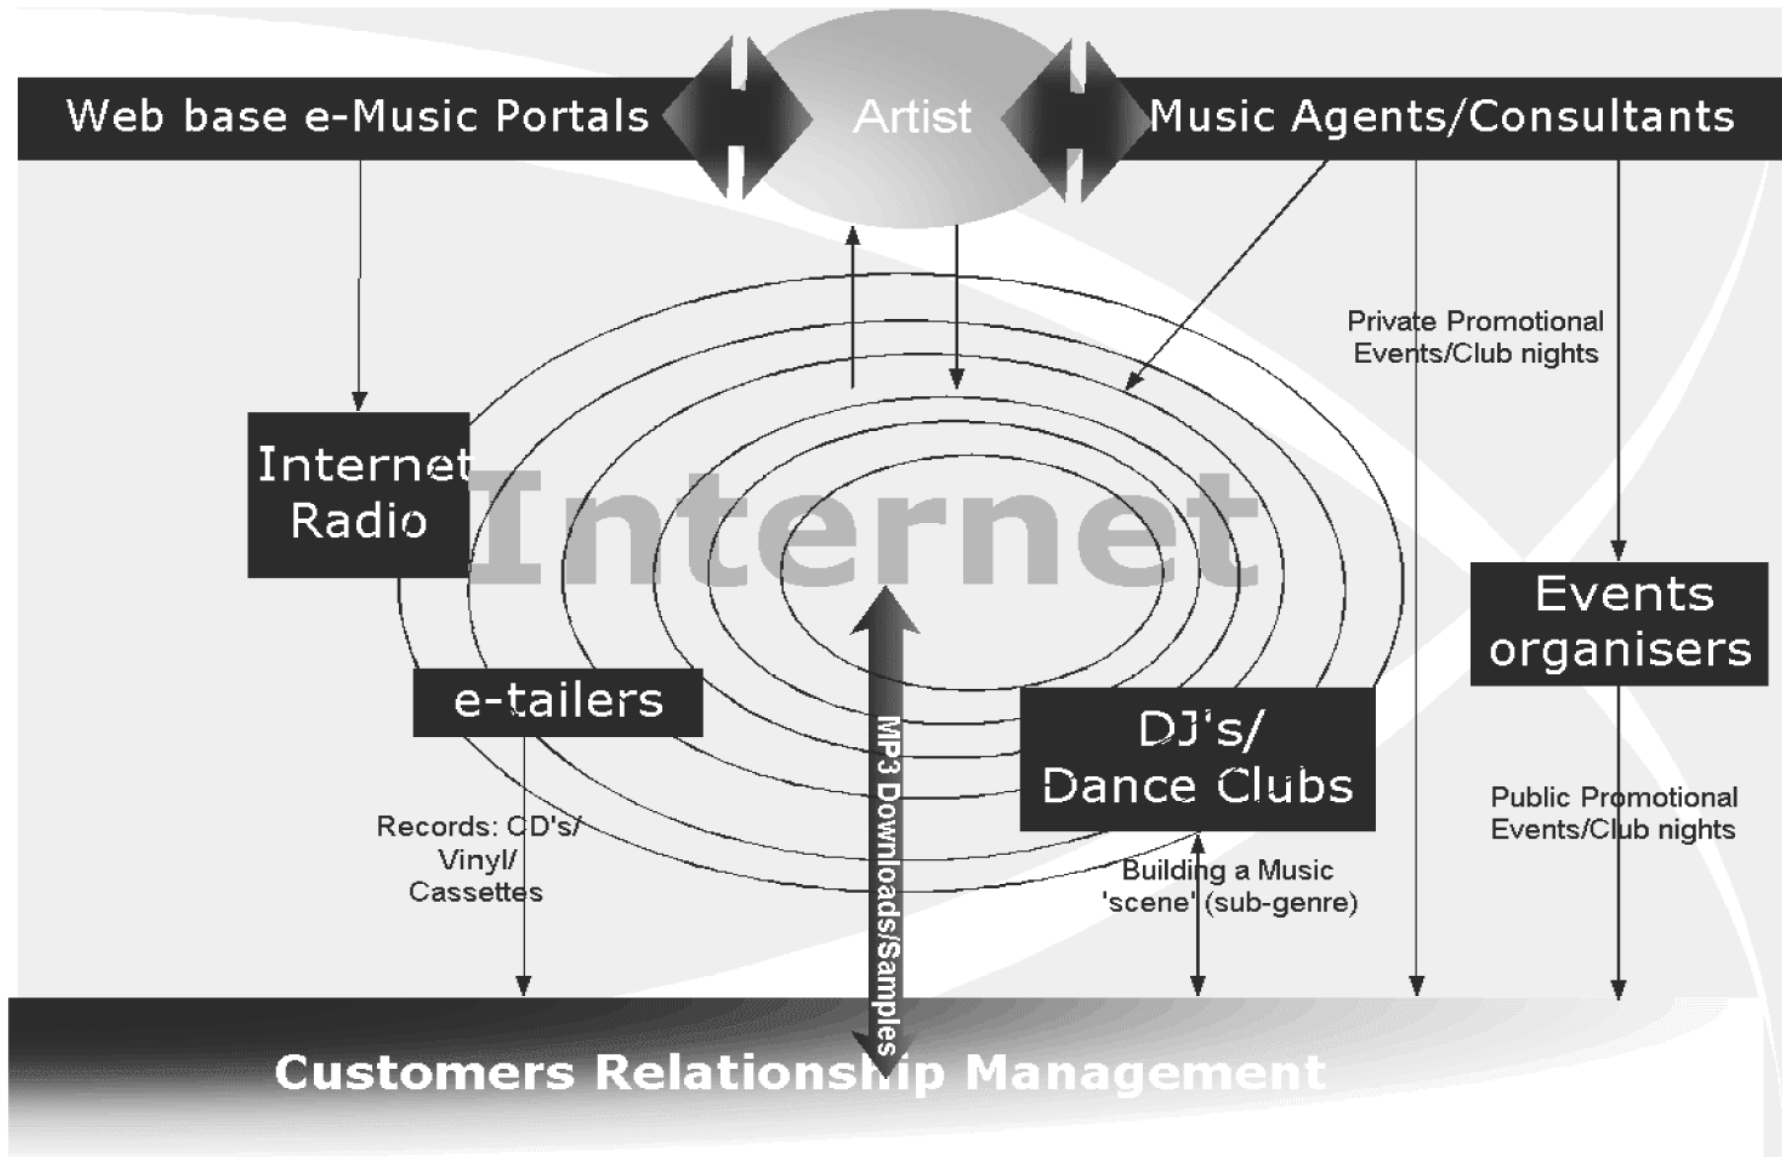 Web base e-Music Portals
Artist
Music Agents/Consultants
Private Promotional
Events/Club nights
Internet
Radio
Internet
Events
organisers
e-tailers
DJ's/
Dance Clubs
MP3 Downloads/Samples
Records: CD's/
Vinyl/
Cassettes
Public Promotional
Events/Club nights
Building a Music
'scene' (sub-genre)
Customers Relationship Management